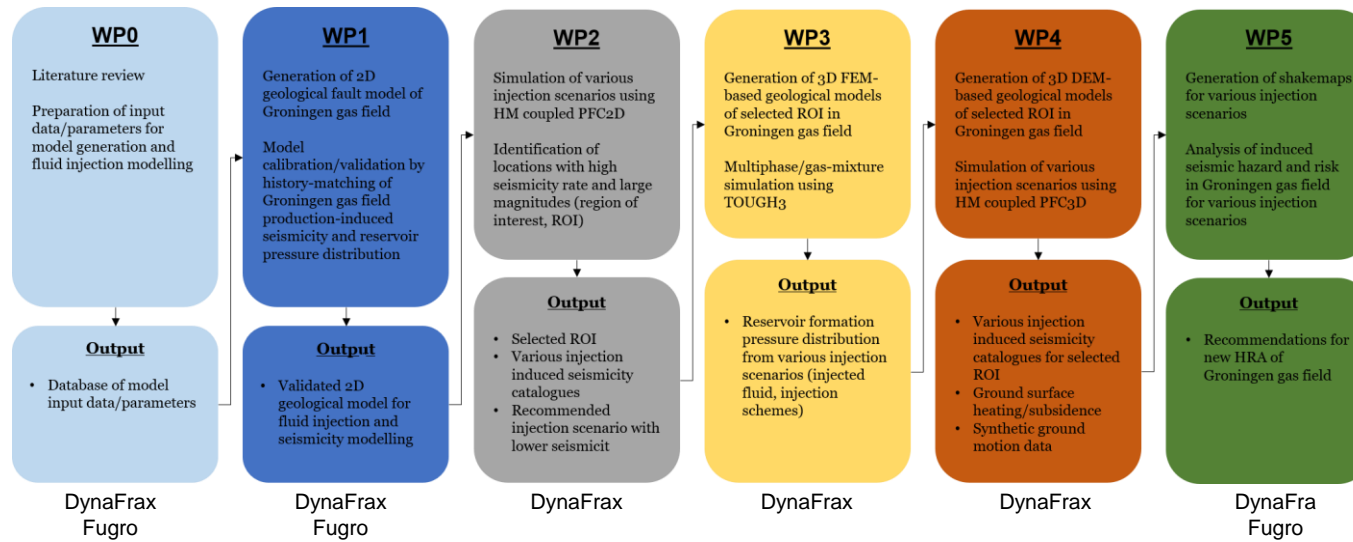 WP0
Literature review
Preparation of input
data/parameters for
model generation and
fluid injection modelling
Output
• Database of model
input data/parameters
DynaFrax
Fugro
WP1
Generation of 2D
geological fault model of
Groningen gas field
Model
calibration/validation by
history-matching of
Groningen gas field
production-induced
seismicity and reservoir
pressure distribution
Output
• Validated 2D
geological model for
fluid injection and
seismicity modelling
DynaFrax
Fugro
WP2
Simulation of various
injection scenarios using
HM coupled PFC2D
Identification of
locations with high
seismicity rate and large
magnitudes (region of
interest, ROI)
Output
• Selected ROI
• Various injection
induced seismicity
catalogues
• Recommended
injection scenario with
lower seismicit
DynaFrax
WP3
Generation of 3D FEM-
based geological models
of selected ROI in
Groningen gas field
Multiphase/gas-mixture
simulation using
TOUGH3
Output
• Reservoir formation
pressure distribution
from various injection
scenarios (injected
fluid, injection
schemes)
DynaFrax
WP4
Generation of 3D DEM-
based geological models
of selected ROI in
Groningen gas field
Simulation of various
injection scenarios using
HM coupled PFC3D
Output
• Various injection
induced seismicity
catalogues for selected
ROI
• Ground surface
heating/subsidence
• Synthetic ground
motion data
DynaFrax
WP5
Generation of shakemaps
for various injection
scenarios
Analysis of induced
seismic hazard and risk
in Groningen gas field
for various injection
scenarios
Output
• Recommendations for
new HRA of
Groningen gas field
DynaFra
Fugro